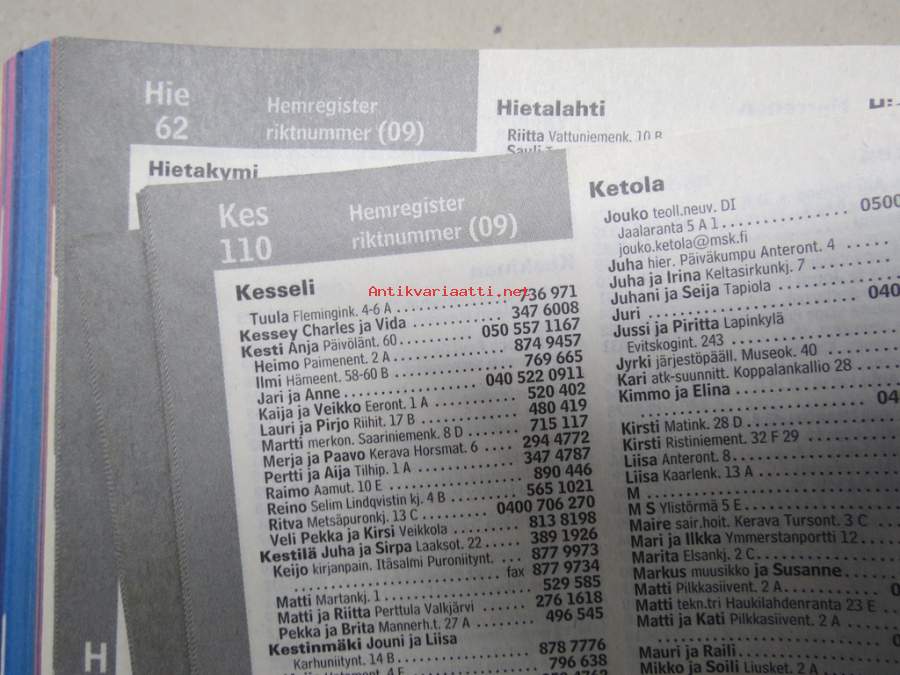 Hie
62
Hemregister
riktnummer (09)
Hietalahti
Riitta Vattuniemenk. 10 B
Sauli
Hietakymi
Kes
110
Hemregister
riktnummer (09)
Antikvariaatti.net
Kesseli
Tuula Flemingink. 4-6 A 736 971
Kessey Charles ja Vida 347 6008
Kesti Anja Päivölänt. 60 050 557 1167
Heimo Paimenent. 2 A 874 9457
Ilmi Hämeent. 58-60 B 769 665
Jari ja Anne 040 522 0911
Kaija ja Veikko Eeront. 1 A 520 402
Lauri ja Pirjo Riihit. 17 B 480 419
Martti merkon. Saariniemenk. 8 D 715 117
Merja ja Paavo Kerava Horsmat. 6 294 4772
Pertti ja Aija Tilhip. 1 A 347 4787
Raimo Aamut. 10 E 890 446
Reino Selim Lindqvistin kj. 4 B 565 1021
Ritva Metsäpuronkj. 13 C 0400 706 270
Veli Pekka ja Kirsi Veikkola 813 8198
Kestilä Juha ja Sirpa Laaksot. 22 389 1926
Keijo kirjanpain. Itäsalmi Puroniitynt. 877 9973
fax 877 9734
Matti Martankj. 1 529 585
Matti ja Riitta Perttula Valkjärvi 276 1618
Pekka ja Brita Mannerh.t. 27 A 496 545
Kestinmäki Jouni ja Liisa
Karhuniitynt. 14 B 878 7776
796 638
Ketola
Jouko teoll.neuv. DI
Jaalaranta 5 A 1 0500
jouko.ketola@msk.fi
Juha hier. Päiväkumpu Anteront. 4
Juha ja Irina Keltasirkunkj. 7
Juhani ja Seija Tapiola
Juri 040
Jussi ja Piritta Lapinkylä
Evitskogint. 243
Jyrki järjestöpääll. Museok. 40
Kari atk-suunnitt. Koppalankallio 28
Kimmo ja Elina
04
Kirsti Matink. 28 D
Kirsti Ristiniement. 32 F 29
Liisa Anteront. 8
Liisa Kaarlenk. 13 A
M
M S Ylistörmä 5 E
Maire sair.hoit. Kerava Tursont. 3 C
Mari ja Ilkka Ymmerstanportti 12
Marita Elsankj. 2 C
Markus muusikko ja Susanne
Matti Pilkkasiivent. 2 A
Matti tekn.tri Haukilahdenranta 23 E
Matti ja Kati Pilkkasiivent. 2 A
Mauri ja Raili
Mikko ja Soili Liusket. 2 A
H